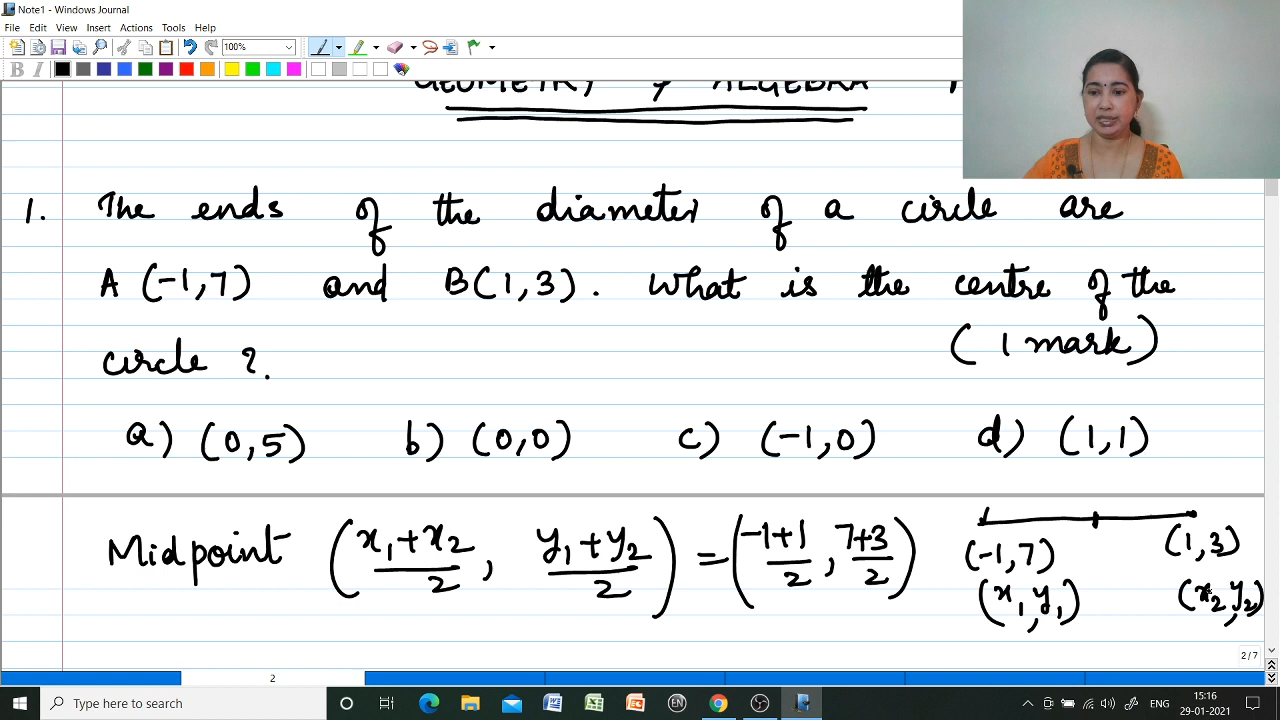 Note1 - Windows Journal
File Edit View Insert Actions Tools Help
100%
B I
GEOMETRY & ALGEBRA
1. The ends of the diameter of a circle are
A (-1,7) and B(1,3). What is the centre of the
circle ?. (1 mark)
a) (0,5) b) (0,0) c) (-1,0) d) (1,1)
Midpoint (x₁+x₂/2, y₁+y₂/2) = (-1+1/2, 7+3/2) (-1,7) (1,3)
(x₁,y₁) (x₂,y₂)
2/7
2
Type here to search
EN
ENG
15:16
29-01-2021